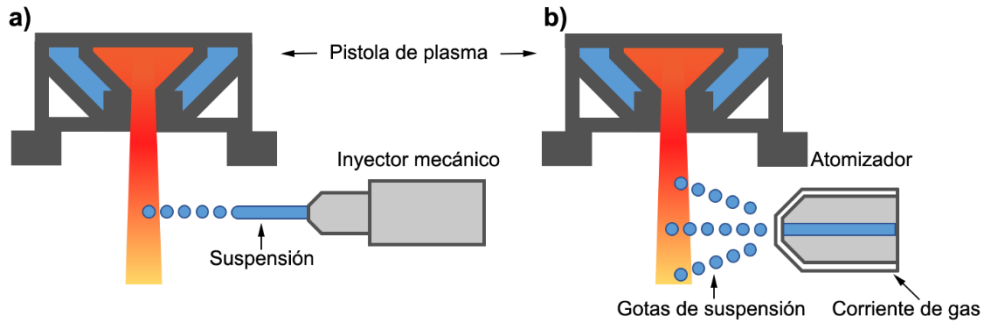 a)
b)
Pistola de plasma
Inyector mecánico
Atomizador
Suspensión
Gotas de suspensión
Corriente de gas